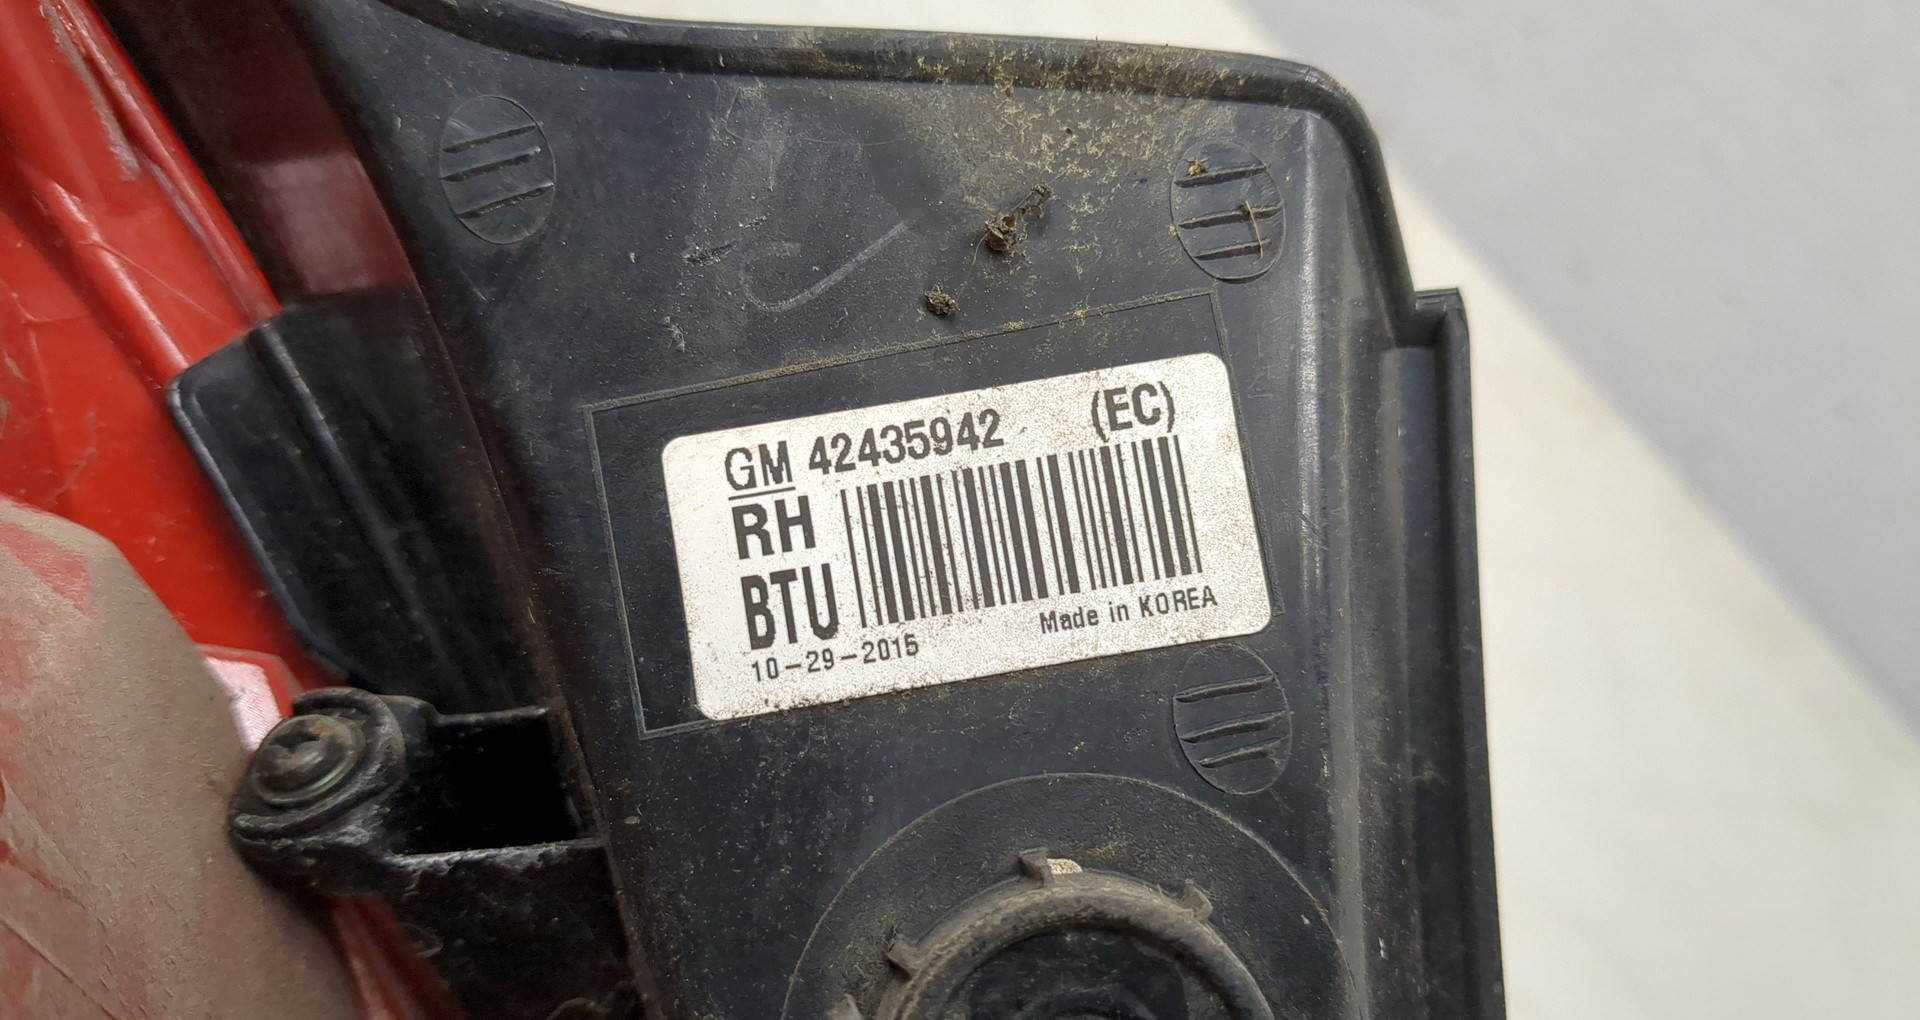 GM 42435942 (EC)
RH
BTU
10-29-2015 Made in KOREA